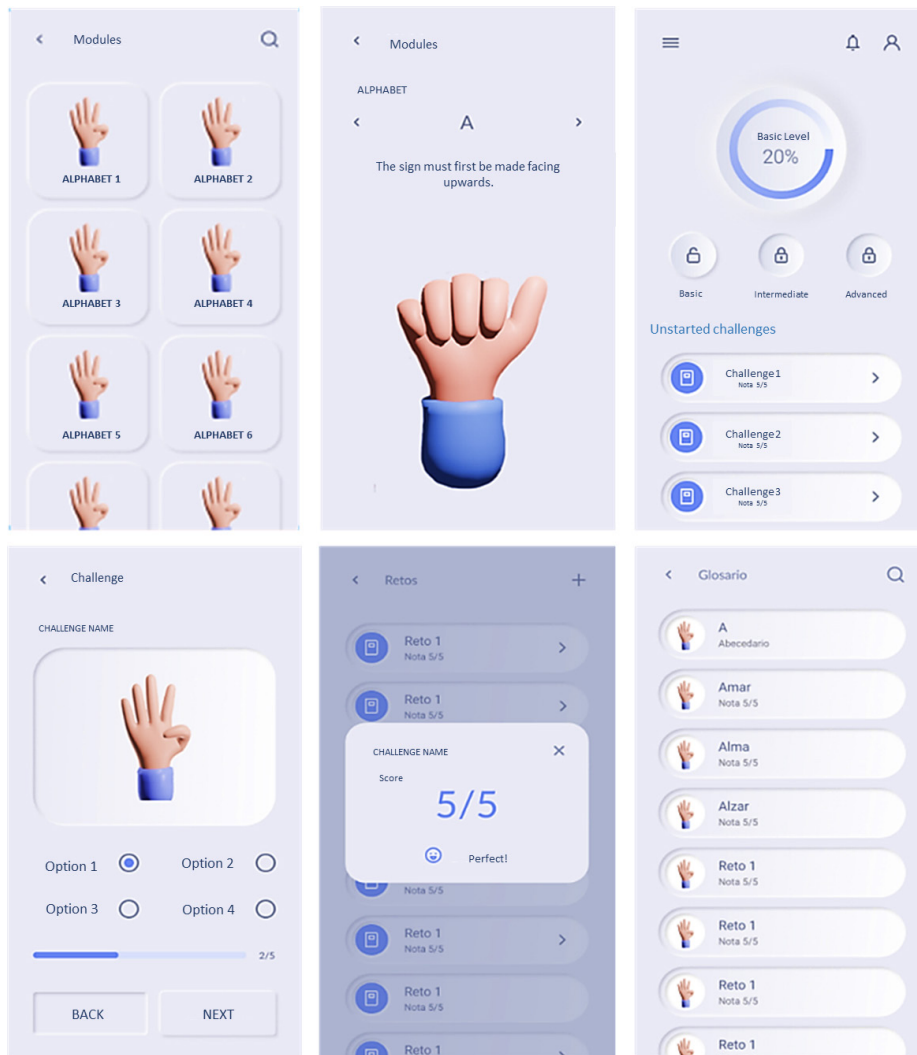 Modules
ALPHABET 1
ALPHABET 2
ALPHABET 3
ALPHABET 4
ALPHABET 5
ALPHABET 6
Modules
ALPHABET
A
The sign must first be made facing
upwards.
Basic Level
20%
Basic
Intermediate
Advanced
Unstarted challenges
Challenge1
Nota 5/5
Challenge2
Nota 5/5
Challenge3
Nota 5/5
Challenge
CHALLENGE NAME
Option 1
Option 2
Option 3
Option 4
2/5
BACK
NEXT
Retos
Reto 1
Nota 5/5
Reto 1
Nota 5/5
CHALLENGE NAME
Score
5/5
Perfect!
Nota 5/5
Reto 1
Nota 5/5
Reto 1
Nota 5/5
Reto 1
Glosario
A
Abecedario
Amar
Nota 5/5
Alma
Nota 5/5
Alzar
Nota 5/5
Reto 1
Nota 5/5
Reto 1
Nota 5/5
Reto 1
Nota 5/5
Reto 1